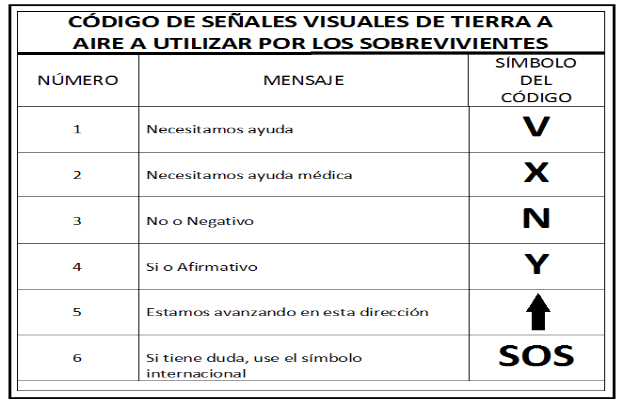 CÓDIGO DE SEÑALES VISUALES DE TIERRA A
AIRE A UTILIZAR POR LOS SOBREVIVIENTES
NÚMERO MENSAJE SÍMBOLO
DEL
CÓDIGO
1 Necesitamos ayuda V
2 Necesitamos ayuda médica X
3 No o Negativo N
4 Si o Afirmativo Y
5 Estamos avanzando en esta dirección
6 Si tiene duda, use el símbolo SOS
internacional